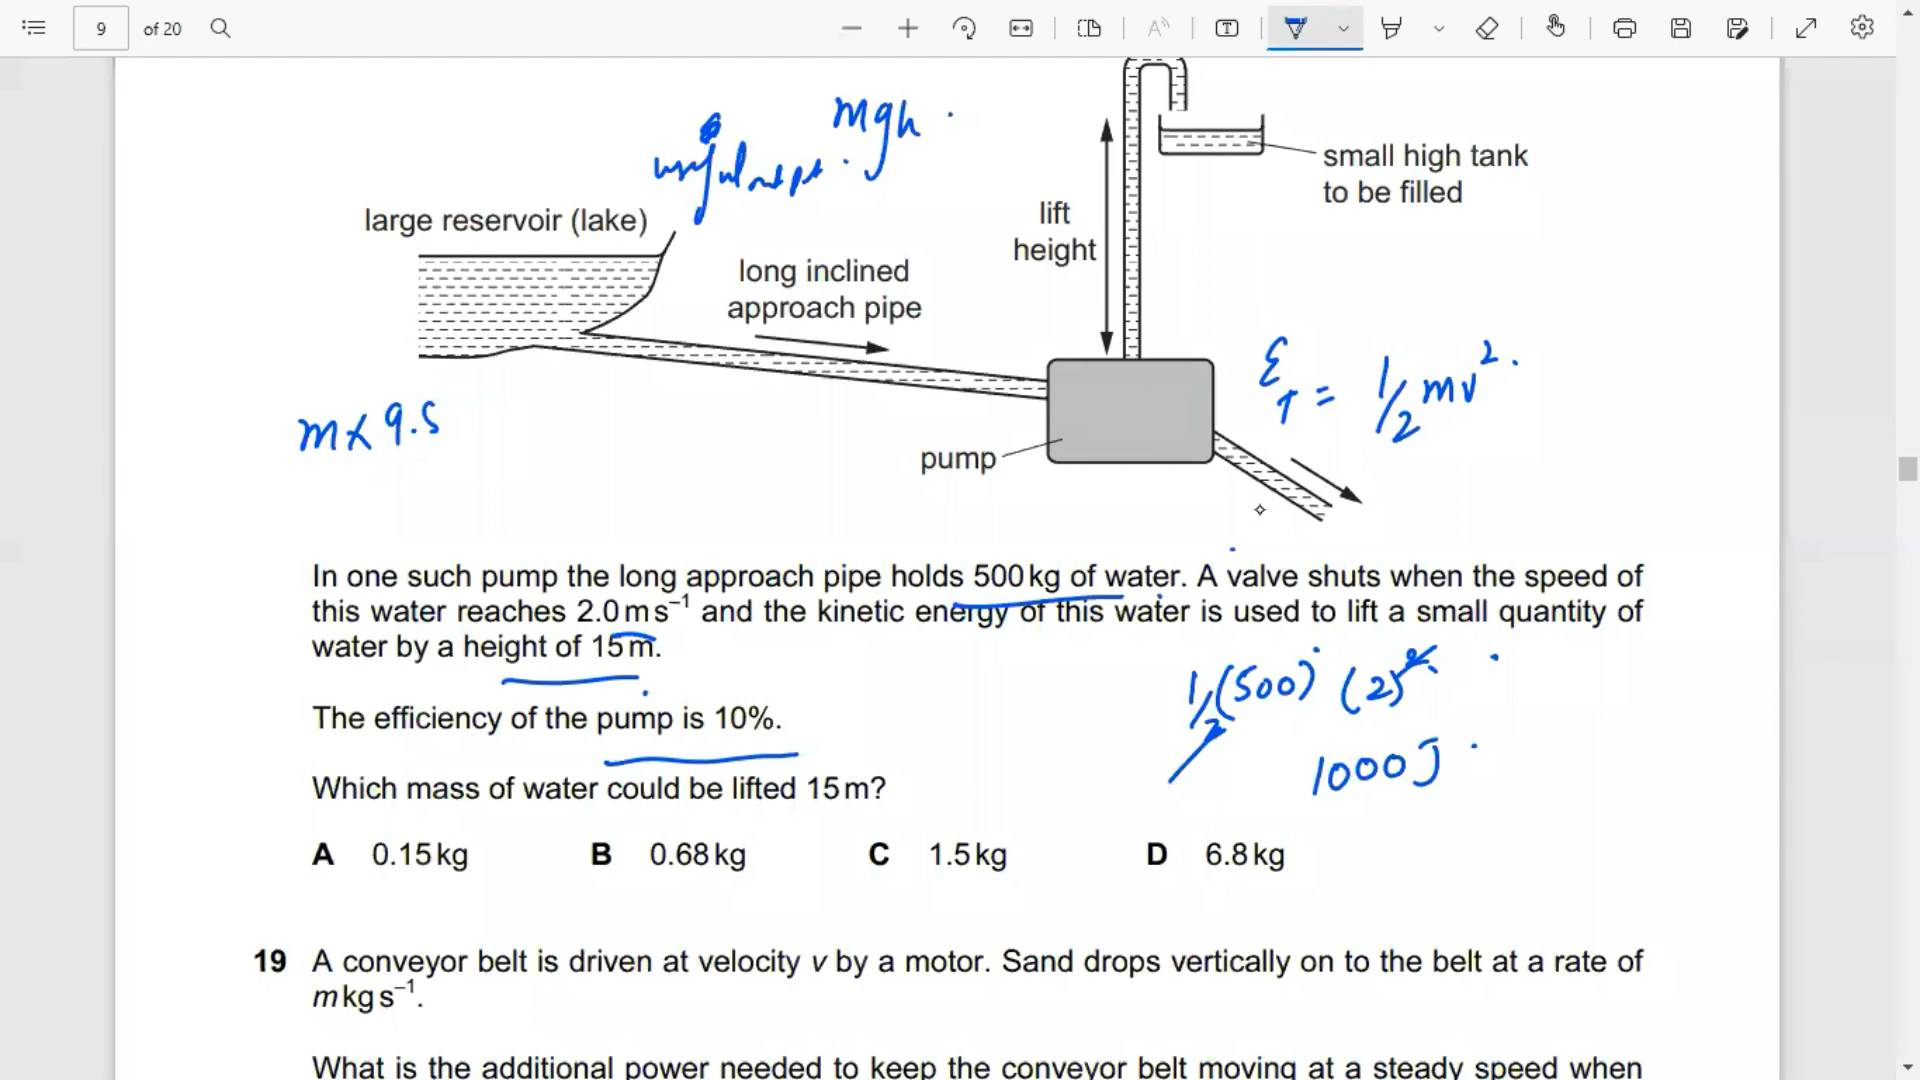 9 of 20
mgh
useful output
small high tank
to be filled
large reservoir (lake)
lift
height
long inclined
approach pipe
E_T = 1/2 mv²
m x 9.8
pump
In one such pump the long approach pipe holds 500 kg of water. A valve shuts when the speed of
this water reaches 2.0 m s⁻¹ and the kinetic energy of this water is used to lift a small quantity of
water by a height of 15 m.
1/2 (500) (2)²
The efficiency of the pump is 10%.
1000 J
Which mass of water could be lifted 15 m?
A 0.15 kg B 0.68 kg C 1.5 kg D 6.8 kg
19 A conveyor belt is driven at velocity v by a motor. Sand drops vertically on to the belt at a rate of
m kg s⁻¹.
What is the additional power needed to keep the conveyor belt moving at a steady speed when